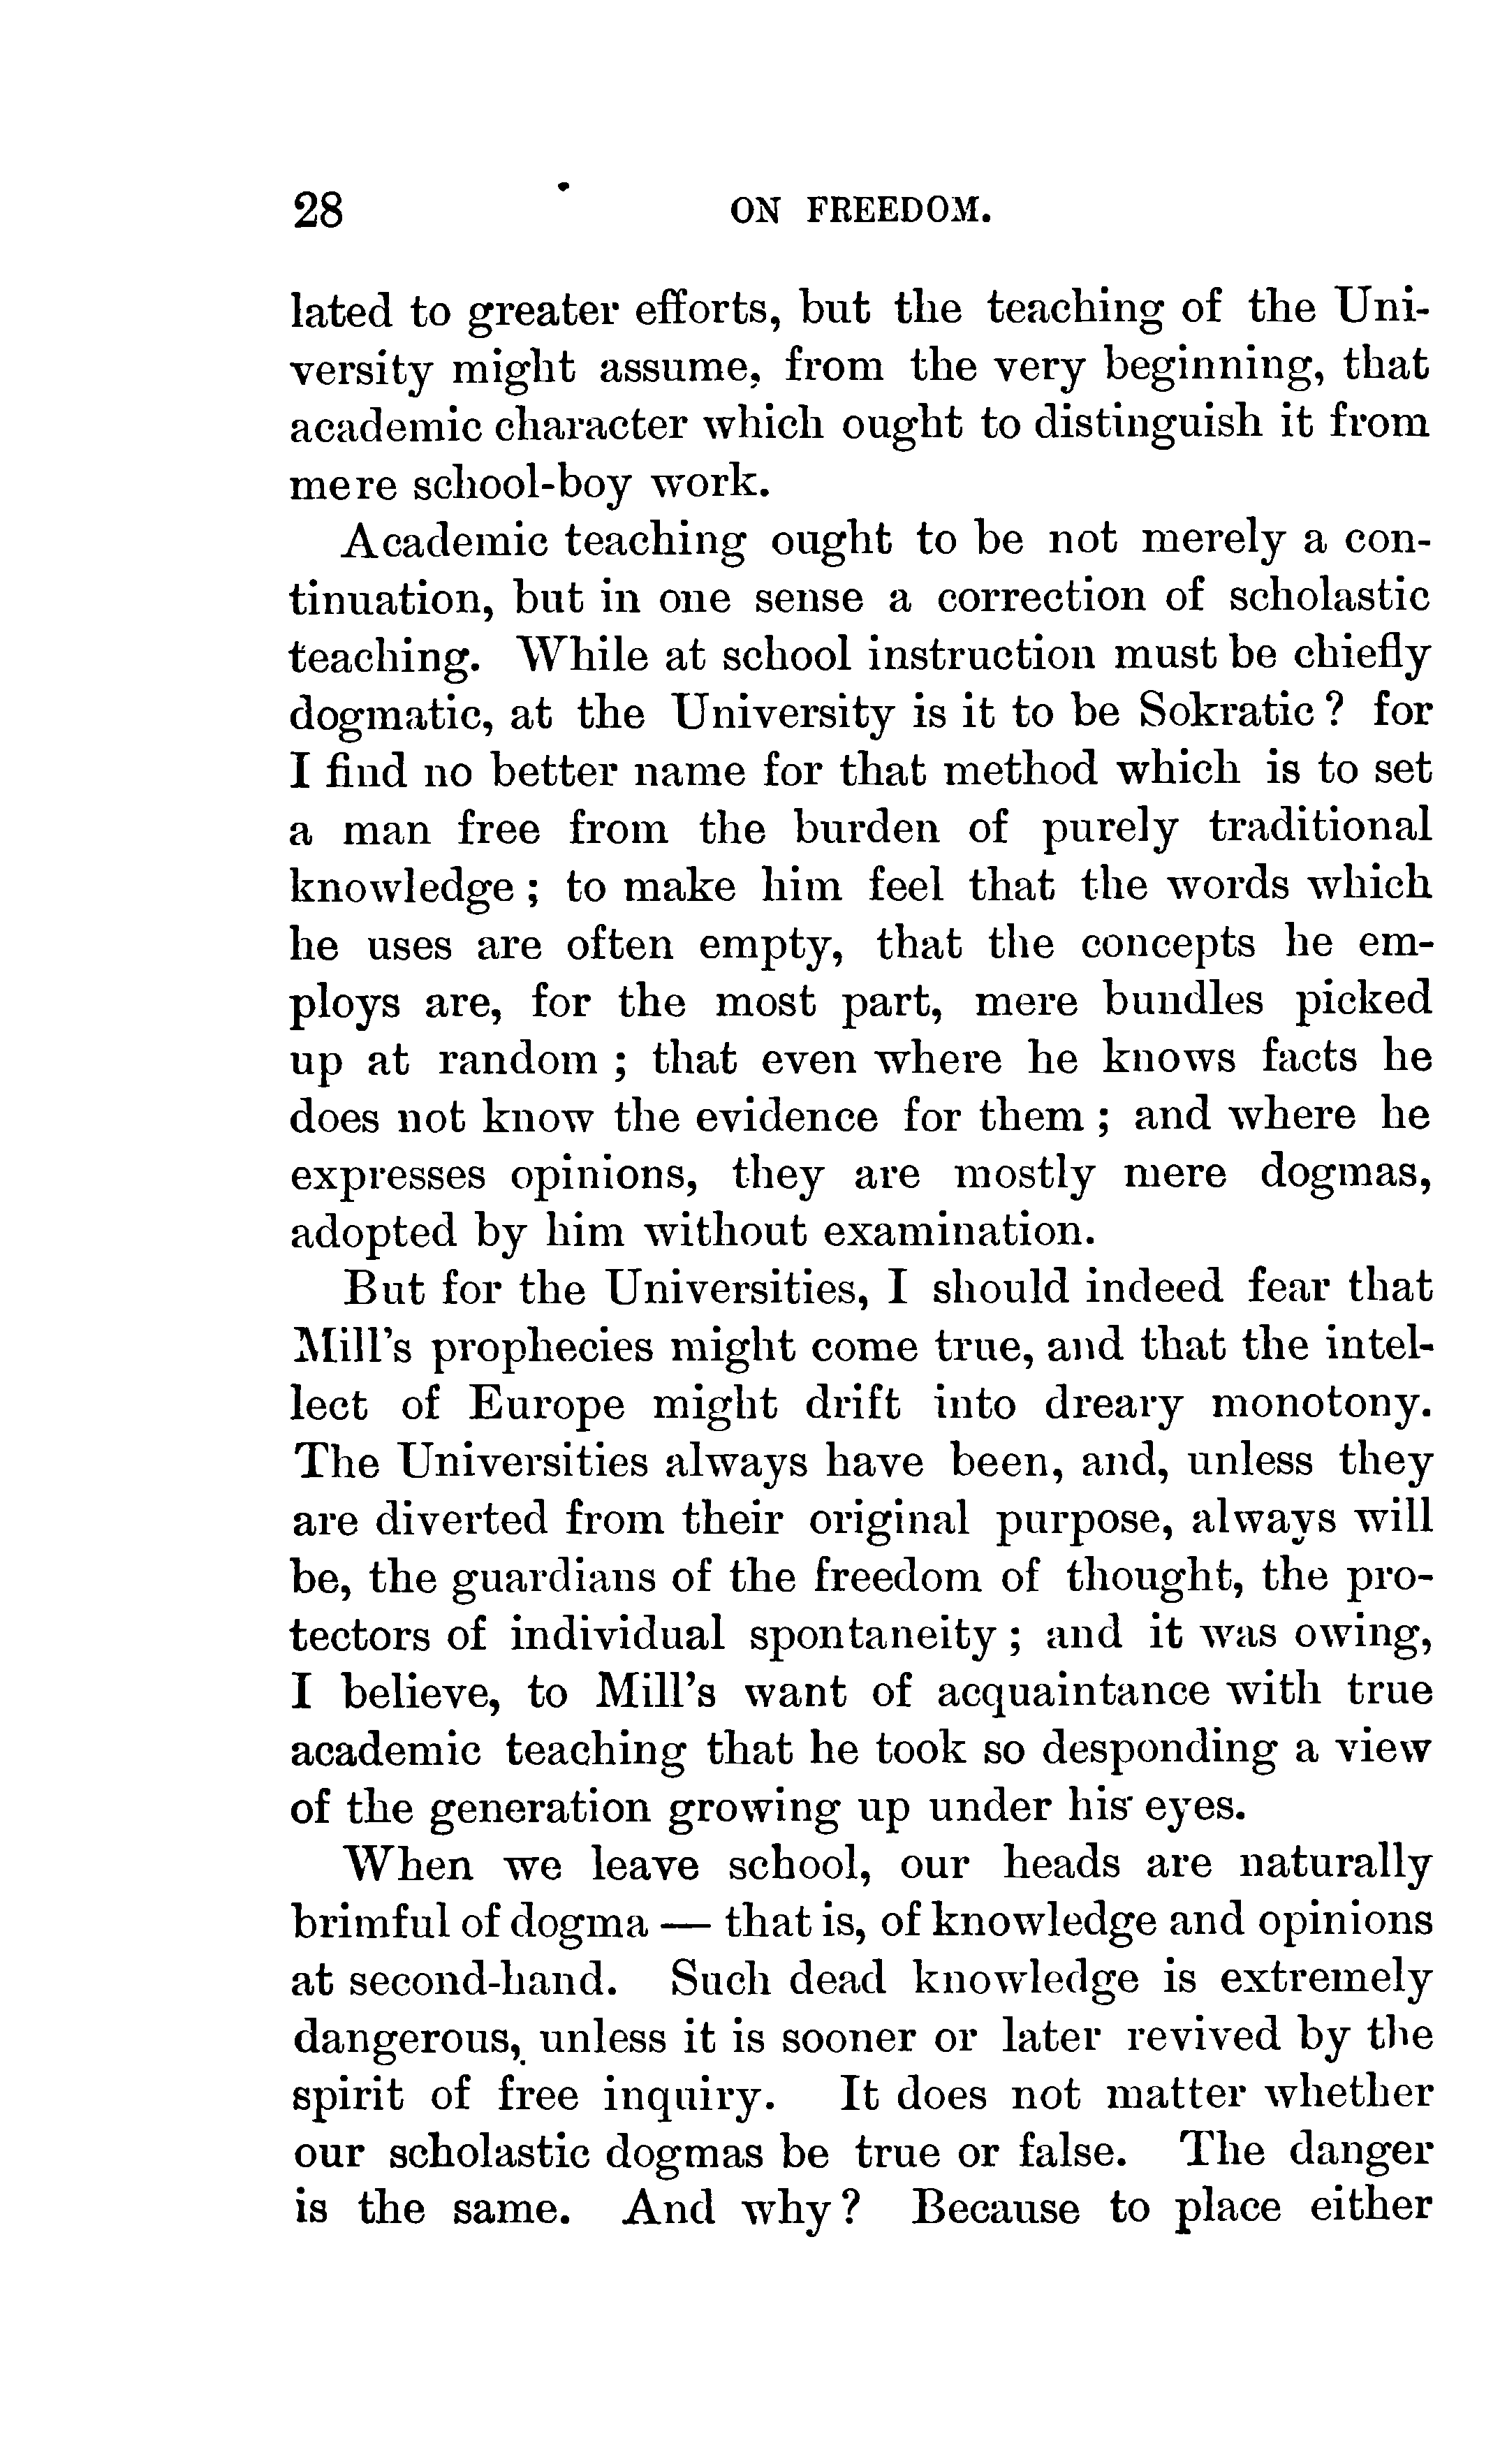 28 ON FREEDOM.
lated to greater efforts, but the teaching of the Uni-
versity might assume, from the very beginning, that
academic character which ought to distinguish it from
mere school-boy work.
Academic teaching ought to be not merely a con-
tinuation, but in one sense a correction of scholastic
teaching. While at school instruction must be chiefly
dogmatic, at the University is it to be Sokratic? for
I find no better name for that method which is to set
a man free from the burden of purely traditional
knowledge; to make him feel that the words which
he uses are often empty, that the concepts he em-
ploys are, for the most part, mere bundles picked
up at random; that even where he knows facts he
does not know the evidence for them; and where he
expresses opinions, they are mostly mere dogmas,
adopted by him without examination.
But for the Universities, I should indeed fear that
Mill's prophecies might come true, and that the intel-
lect of Europe might drift into dreary monotony.
The Universities always have been, and, unless they
are diverted from their original purpose, always will
be, the guardians of the freedom of thought, the pro-
tectors of individual spontaneity; and it was owing,
I believe, to Mill's want of acquaintance with true
academic teaching that he took so desponding a view
of the generation growing up under his eyes.
When we leave school, our heads are naturally
brimful of dogma — that is, of knowledge and opinions
at second-hand. Such dead knowledge is extremely
dangerous, unless it is sooner or later revived by the
spirit of free inquiry. It does not matter whether
our scholastic dogmas be true or false. The danger
is the same. And why? Because to place either